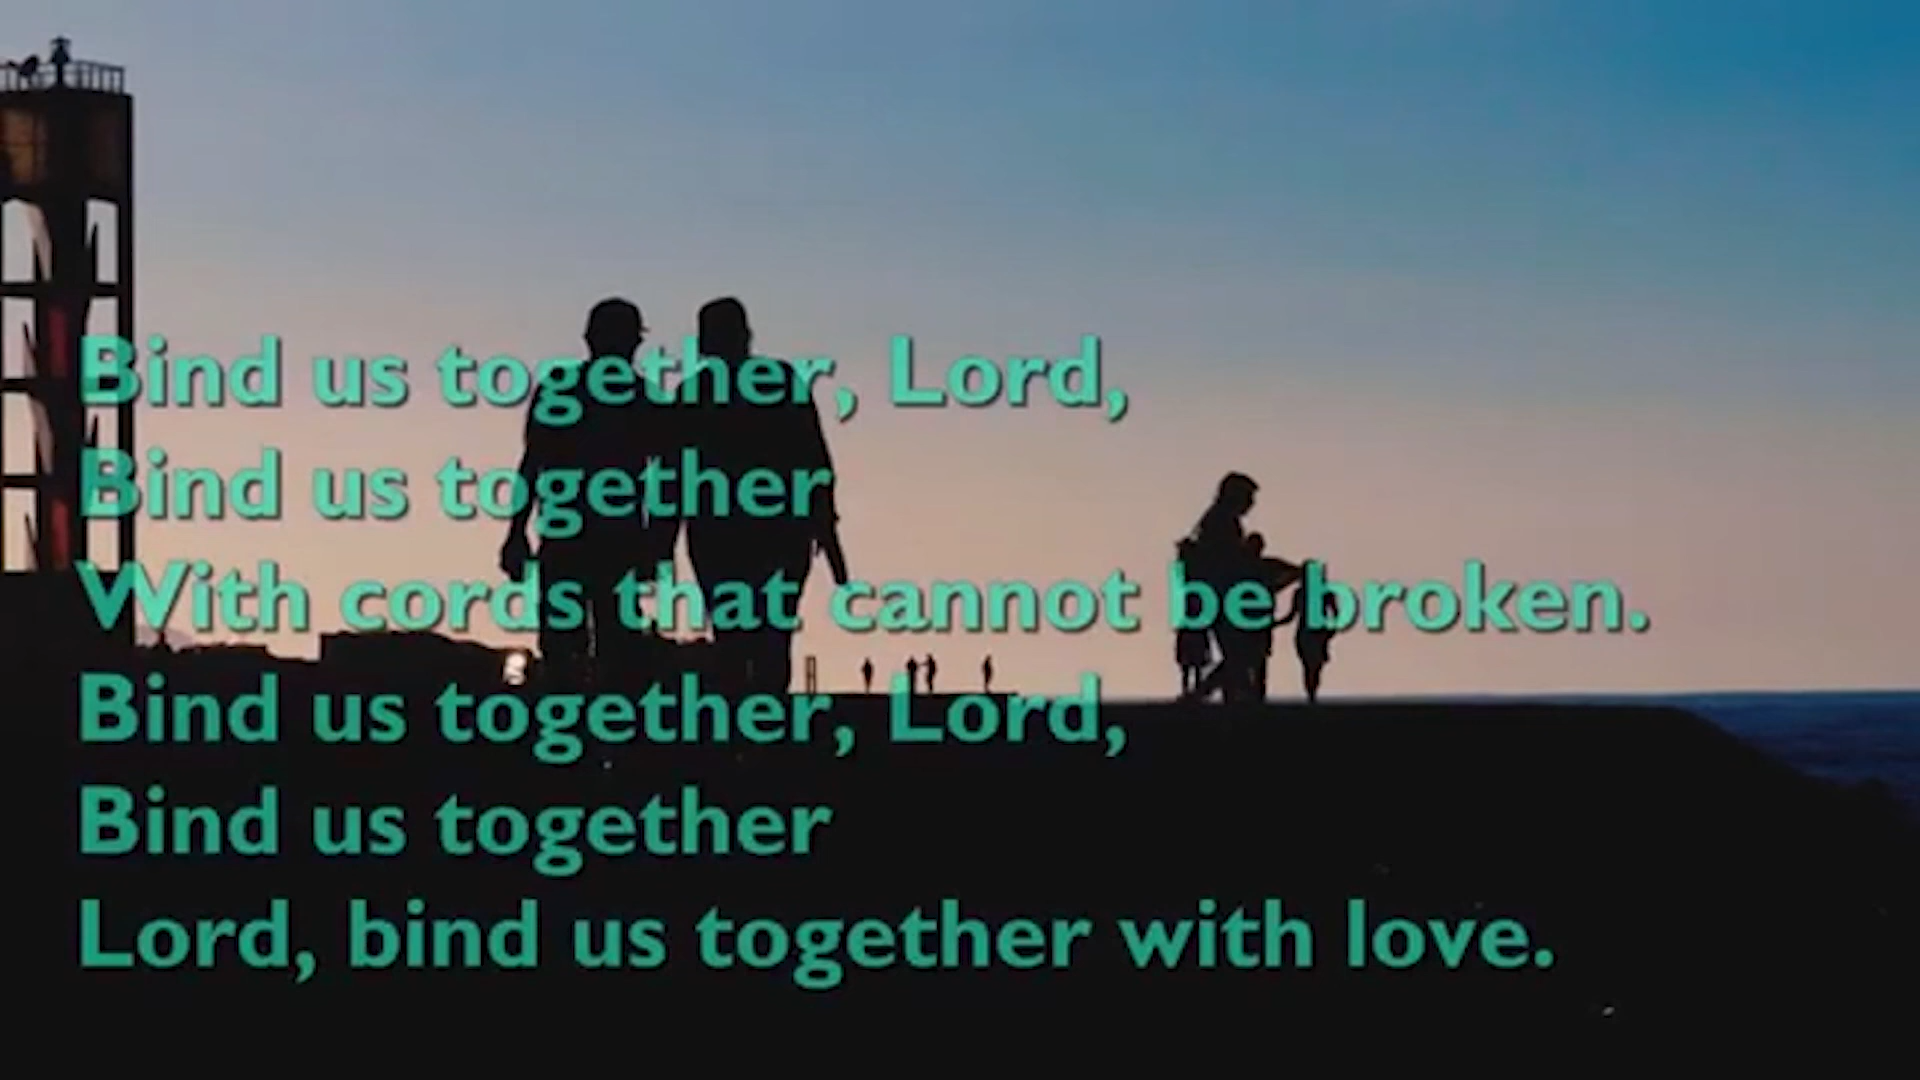 Bind us together, Lord,
Bind us together
With cords that cannot be broken.
Bind us together, Lord,
Bind us together
Lord, bind us together with love.